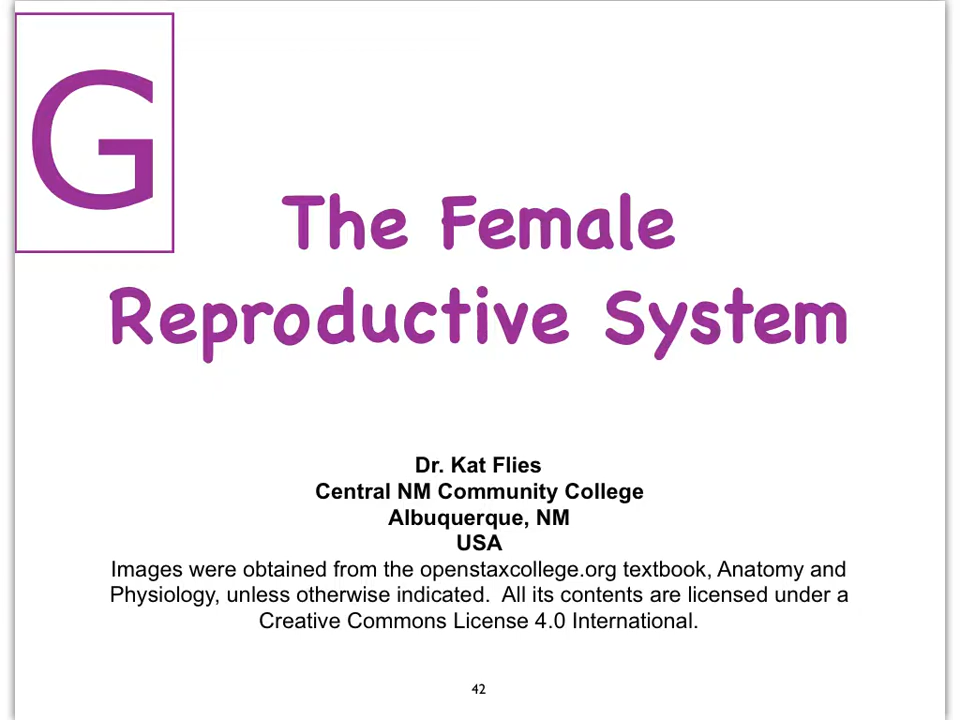 G
The Female
Reproductive System
Dr. Kat Flies
Central NM Community College
Albuquerque, NM
USA
Images were obtained from the openstaxcollege.org textbook, Anatomy and
Physiology, unless otherwise indicated.  All its contents are licensed under a
Creative Commons License 4.0 International.
42